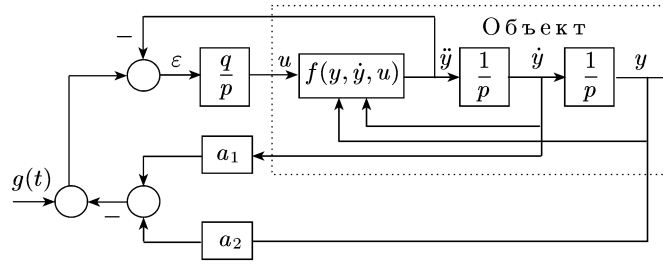 Объект
−
ε
q/p
u
f(y, ẏ, u)
ÿ
1/p
ẏ
1/p
y
a₁
g(t)
−
a₂